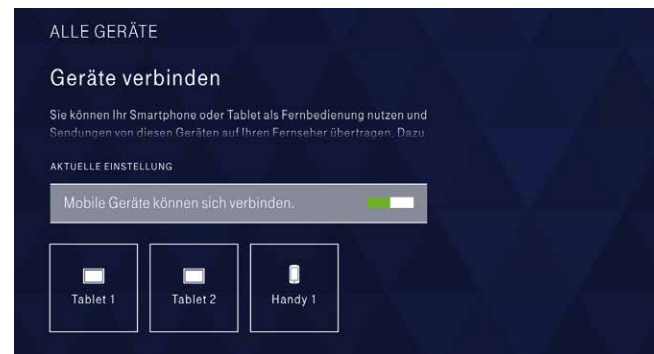 ALLE GERÄTE
Geräte verbinden
Sie können Ihr Smartphone oder Tablet als Fernbedienung nutzen und
Sendungen von diesen Geräten auf Ihren Fernseher übertragen. Dazu
AKTUELLE EINSTELLUNG
Mobile Geräte können sich verbinden.
Tablet 1 Tablet 2 Handy 1